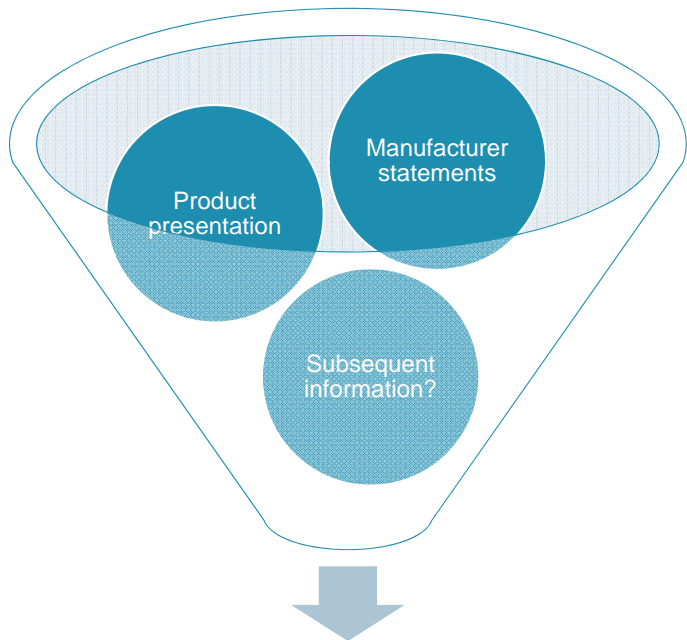 Manufacturer
statements
Product
presentation
Subsequent
information?